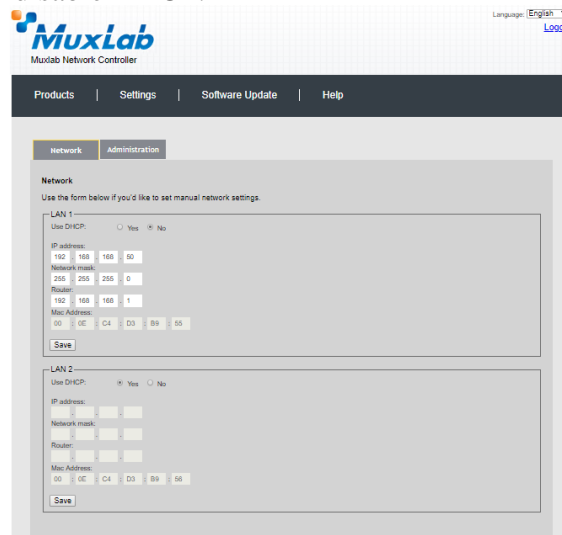 Language: English
Logo
MuxLab
Muxlab Network Controller
Products | Settings | Software Update | Help
Network Administration
Network
Use the form below if you'd like to set manual network settings.
LAN 1
Use DHCP: Yes No
IP address:
192 . 168 . 168 . 50
Network mask:
255 . 255 . 255 . 0
Router:
192 . 168 . 168 . 1
Mac Address:
00 : 0E : C4 : D3 : B9 : 55
Save
LAN 2
Use DHCP: Yes No
IP address:
. . .
Network mask:
. . .
Router:
. . .
Mac Address:
00 : 0E : C4 : D3 : B9 : 56
Save